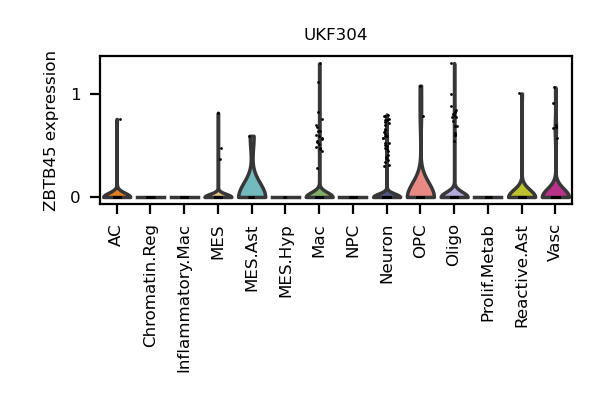 UKF304
ZBTB45 expression
1
0
AC
Chromatin.Reg
Inflammatory.Mac
MES
MES.Ast
MES.Hyp
Mac
NPC
Neuron
OPC
Oligo
Prolif.Metab
Reactive.Ast
Vasc